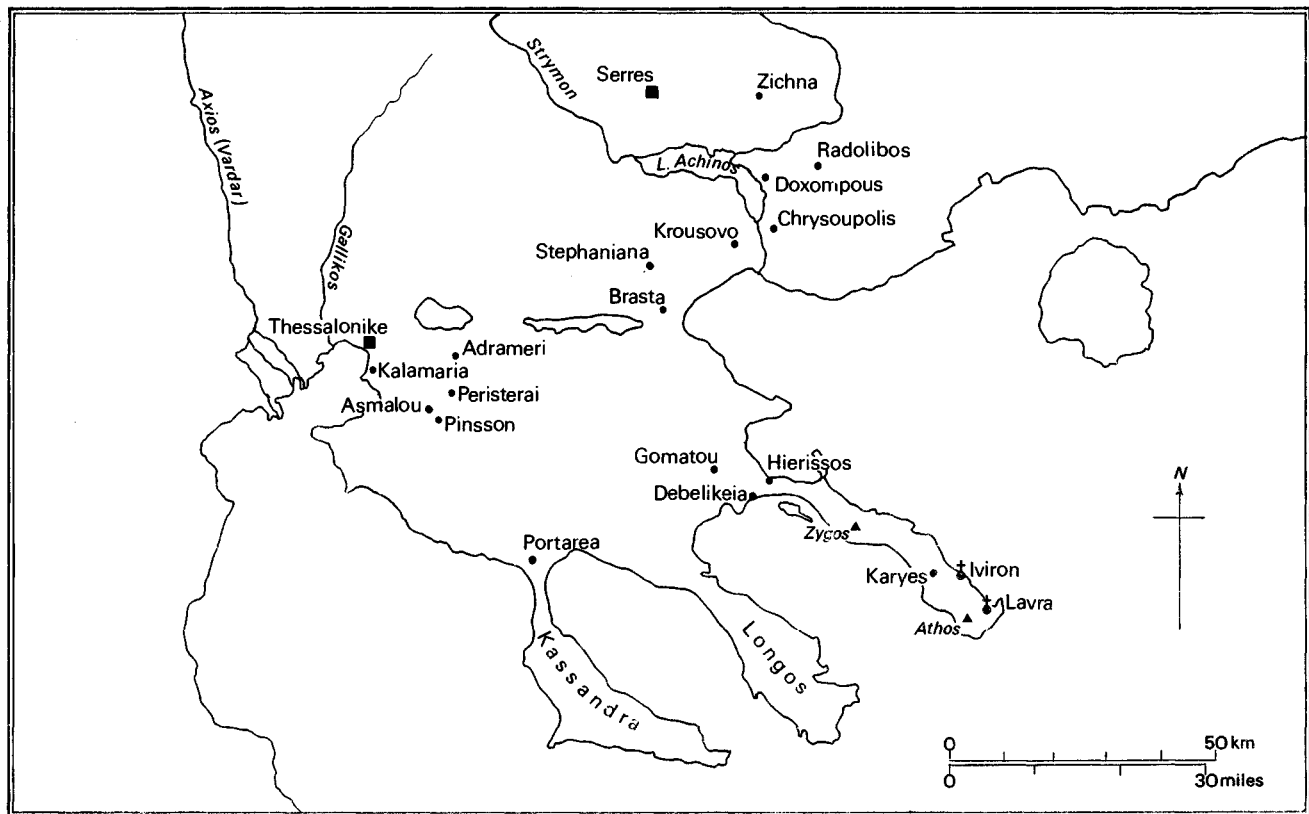 Strymon
Serres
Zichna
Axios (Vardar)
Radolibos
L. Achinos
Doxompous
Gallikos
Chrysoupolis
Krousovo
Stephaniana
Brasta
Thessalonike
Adrameri
Kalamaria
Peristerai
Asmalou
Pinsson
Gomatou
Hierissos
Debelikeia
N
Zygos
Portarea
Karyes
Iviron
Lavra
Athos
Longos
Kassandra
0 50 km
0 30 miles